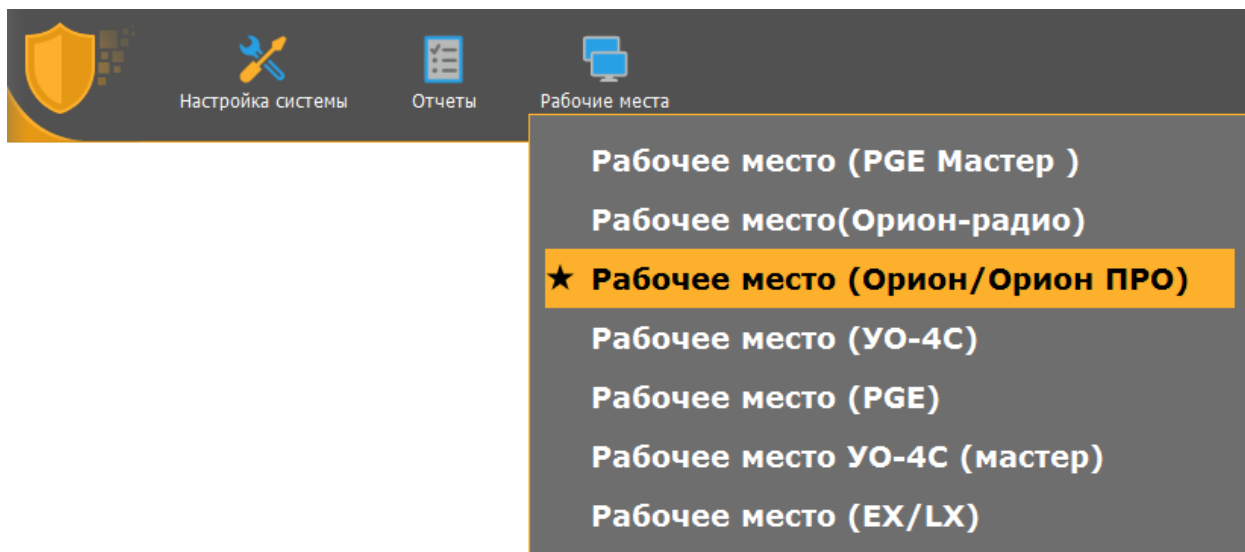 Настройка системы
Отчеты
Рабочие места
Рабочее место (PGE Мастер )
Рабочее место(Орион-радио)
★ Рабочее место (Орион/Орион ПРО)
Рабочее место (УО-4С)
Рабочее место (PGE)
Рабочее место УО-4С (мастер)
Рабочее место (EX/LX)